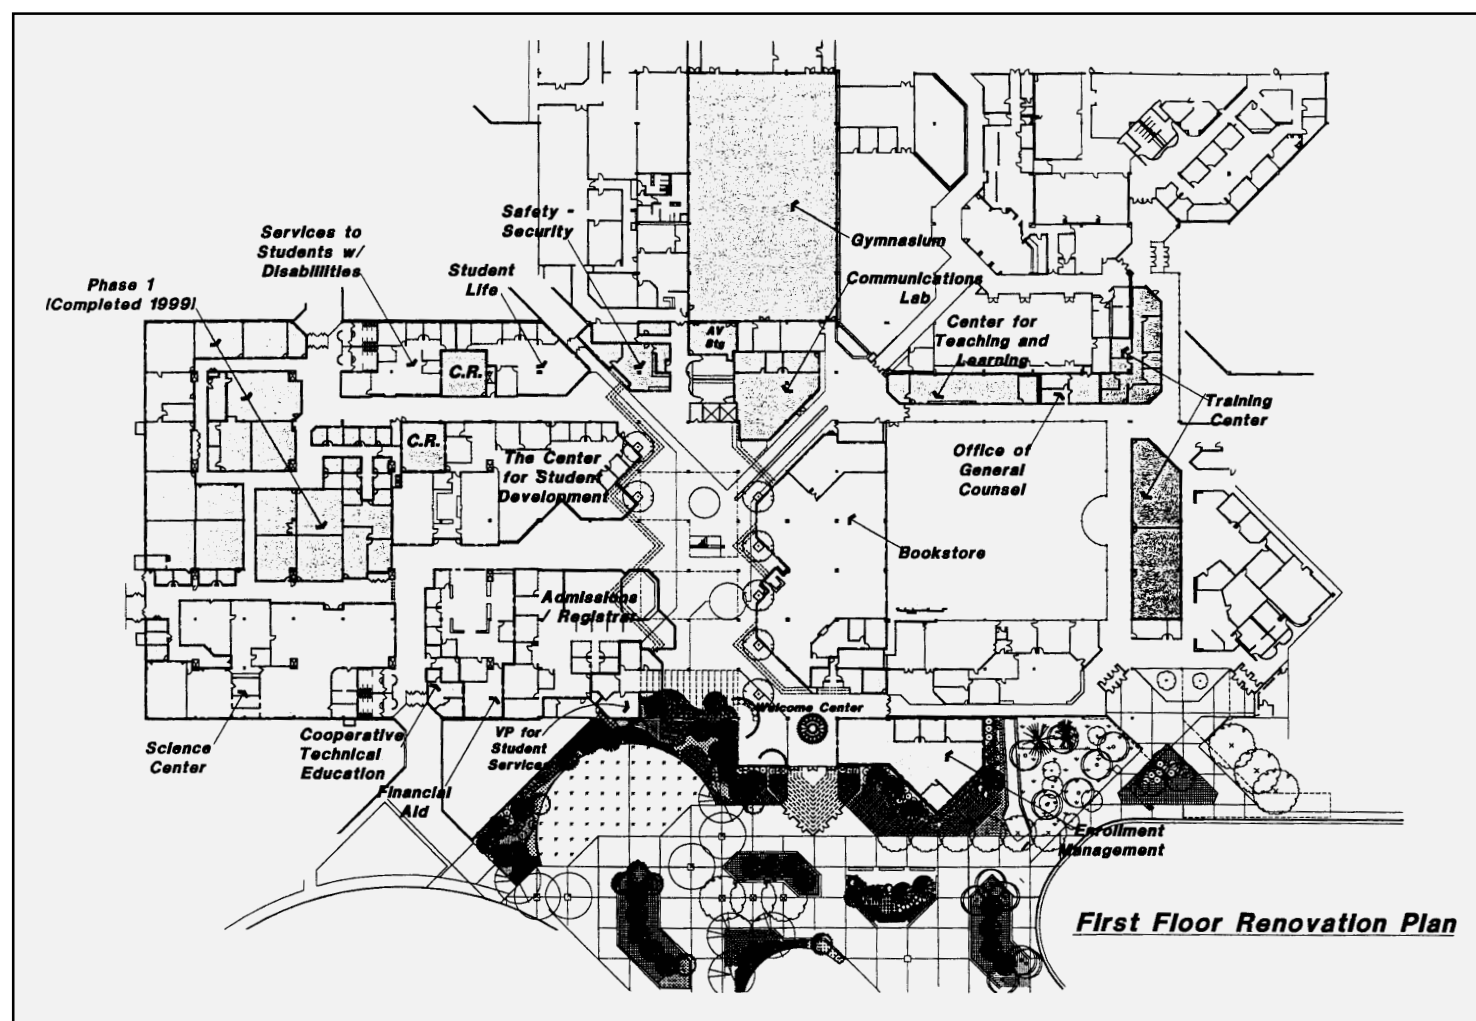 Safety -
Security
Services to
Students w/
Disabilities
Student
Life
Phase 1
(Completed 1999)
Gymnasium
Communications
Lab
AV
Stg
Center for
Teaching and
Learning
C.R.
C.R.
Training
Center
The Center
for Student
Development
Office of
General
Counsel
Bookstore
Admissions
/ Registrar
Welcome Center
VP for
Student
Services
Science
Center
Cooperative
Technical
Education
Financial
Aid
Enrollment
Management
First Floor Renovation Plan